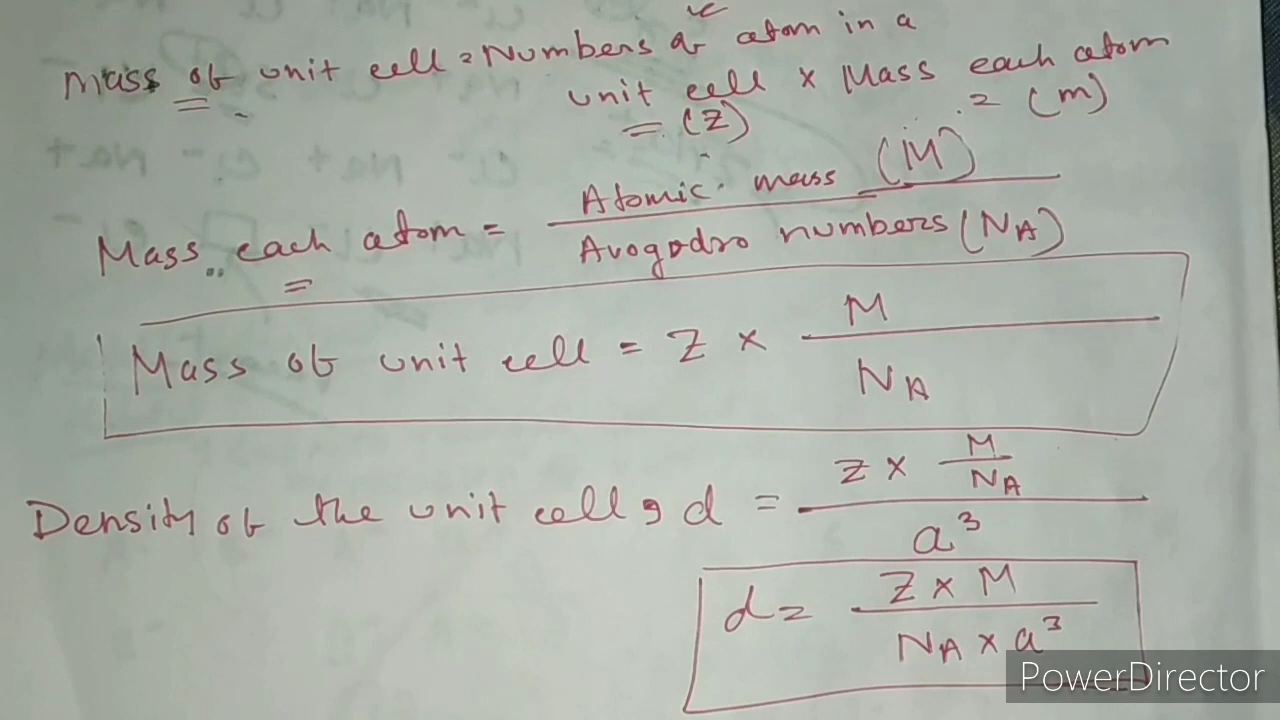 Mass of unit cell = Numbers of atom in a
unit cell × Mass each atom
= (Z) = (m)
Mass each atom = Atomic mass (M) / Avogadro numbers (NA)
Mass of unit cell = Z × M / NA
Density of the unit cell, d = Z × M/NA / a³
d = Z × M / NA × a³
PowerDirector